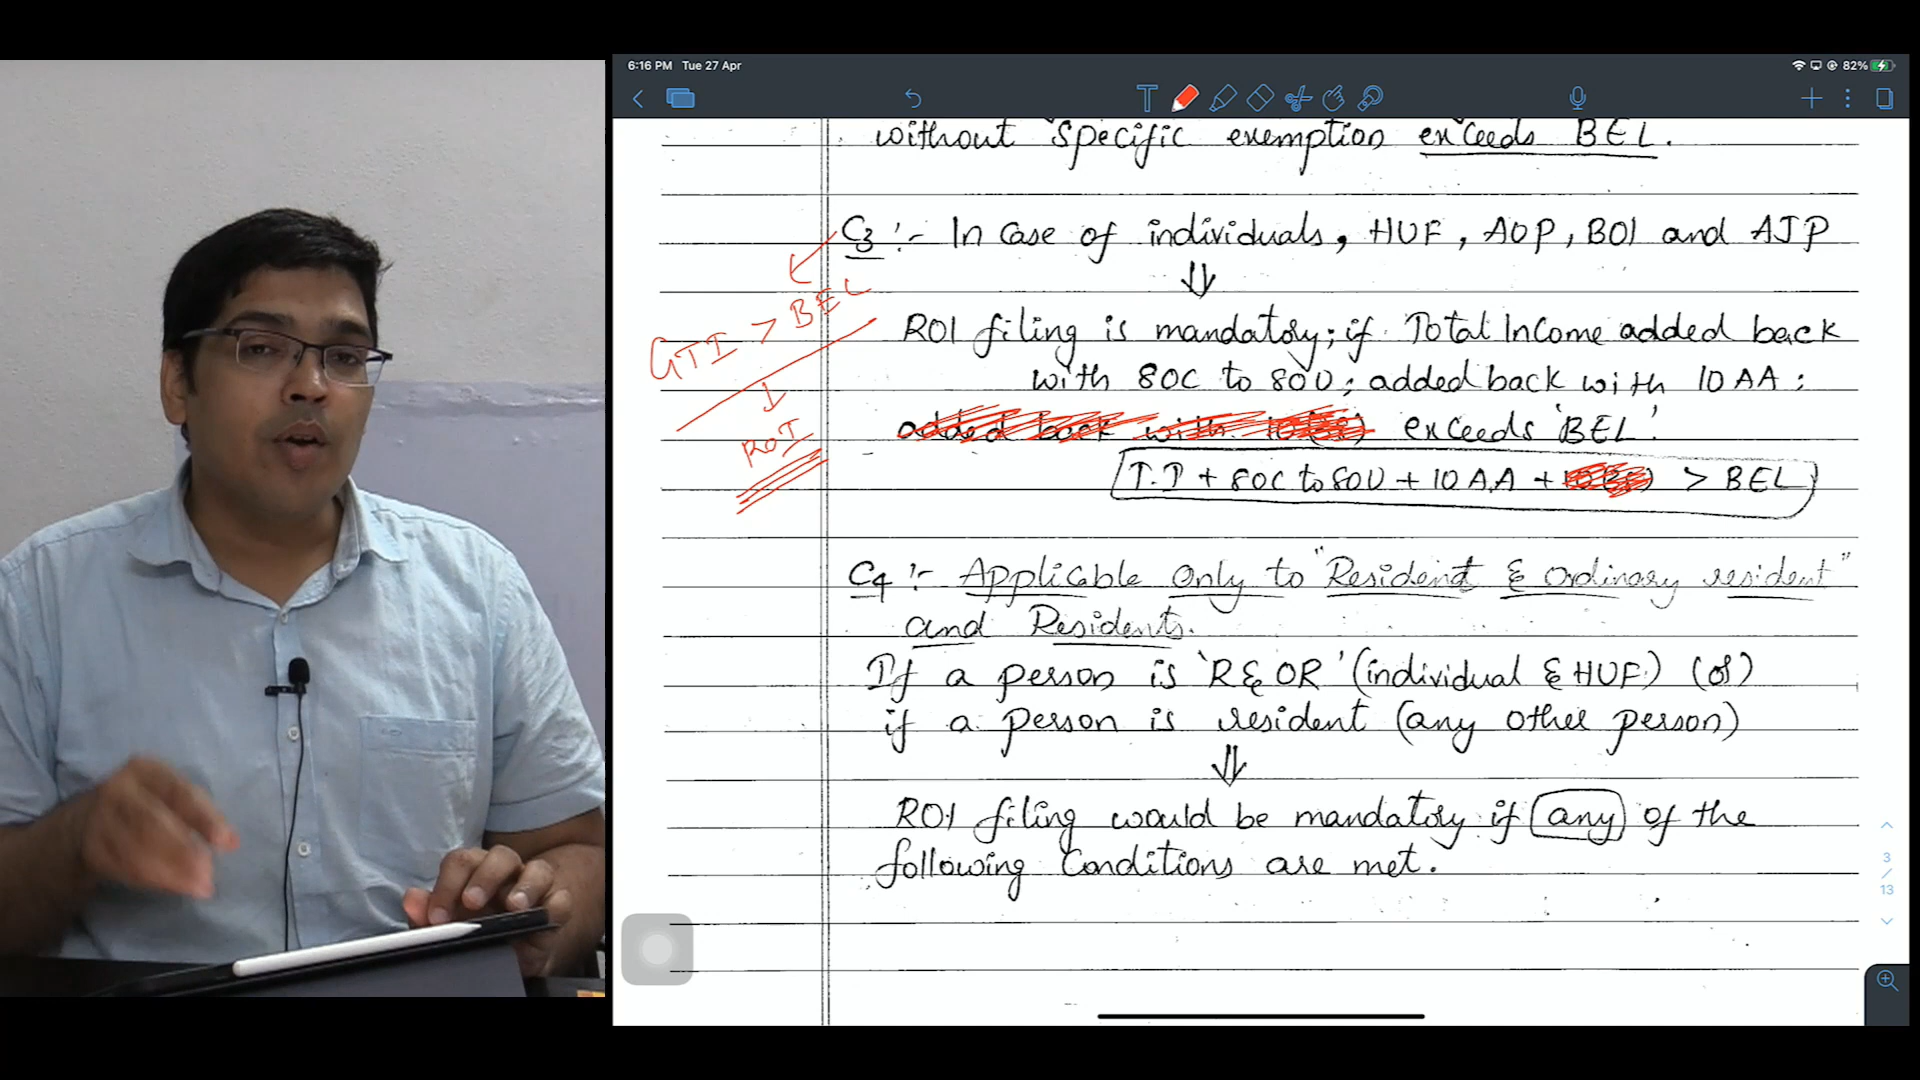 6:16 PM Tue 27 Apr
82%
without specific exemption exceeds BEL.
C3 :- In case of individuals, HUF, AOP, BOI and AJP
GTI > BEL
ROI filing is mandatory; if Total Income added back
with 80C to 80U; added back with 10AA;
ROI
added back with exceeds 'BEL'.
T.I + 80C to 80U + 10AA + > BEL
C4 :- Applicable only to "Resident & Ordinary resident"
and Residents.
If a person is 'R&OR' (individual & HUF) (or)
if a person is resident (any other person)
ROI filing would be mandatory if any of the
following conditions are met.
3
/
13